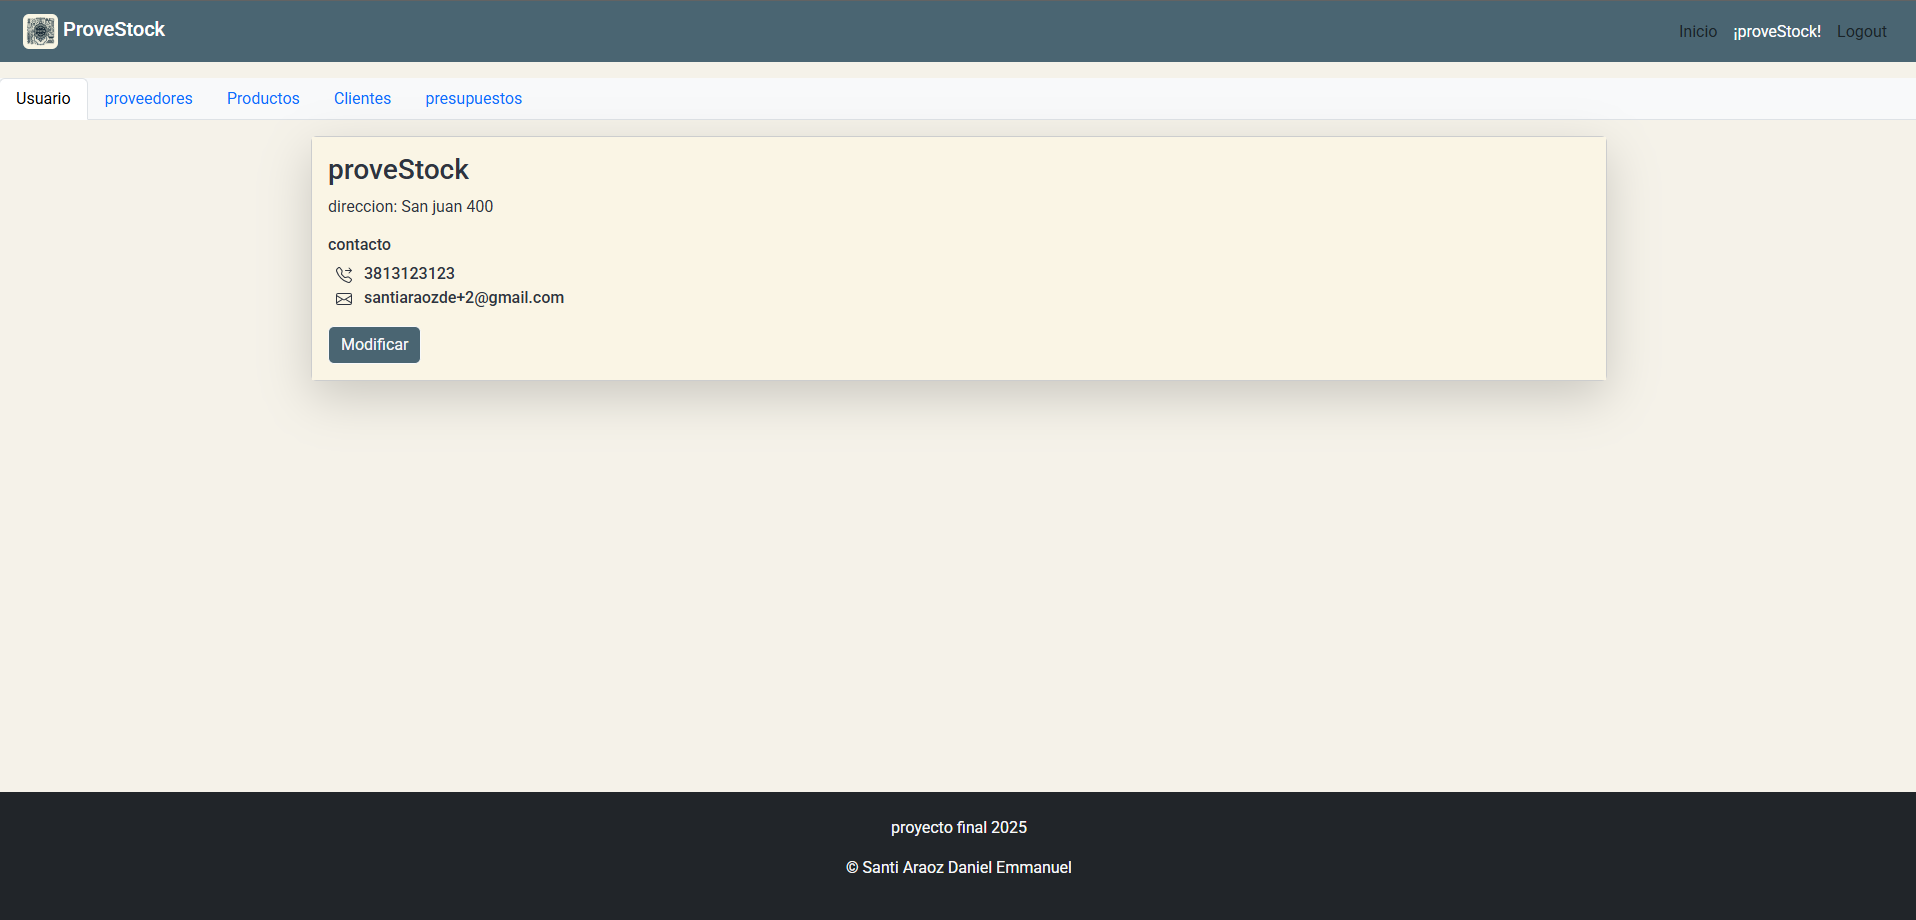 ProveStock
Inicio ¡proveStock! Logout
Usuario proveedores Productos Clientes presupuestos
proveStock
direccion: San juan 400
contacto
3813123123
santiaraozde+2@gmail.com
Modificar
proyecto final 2025
© Santi Araoz Daniel Emmanuel